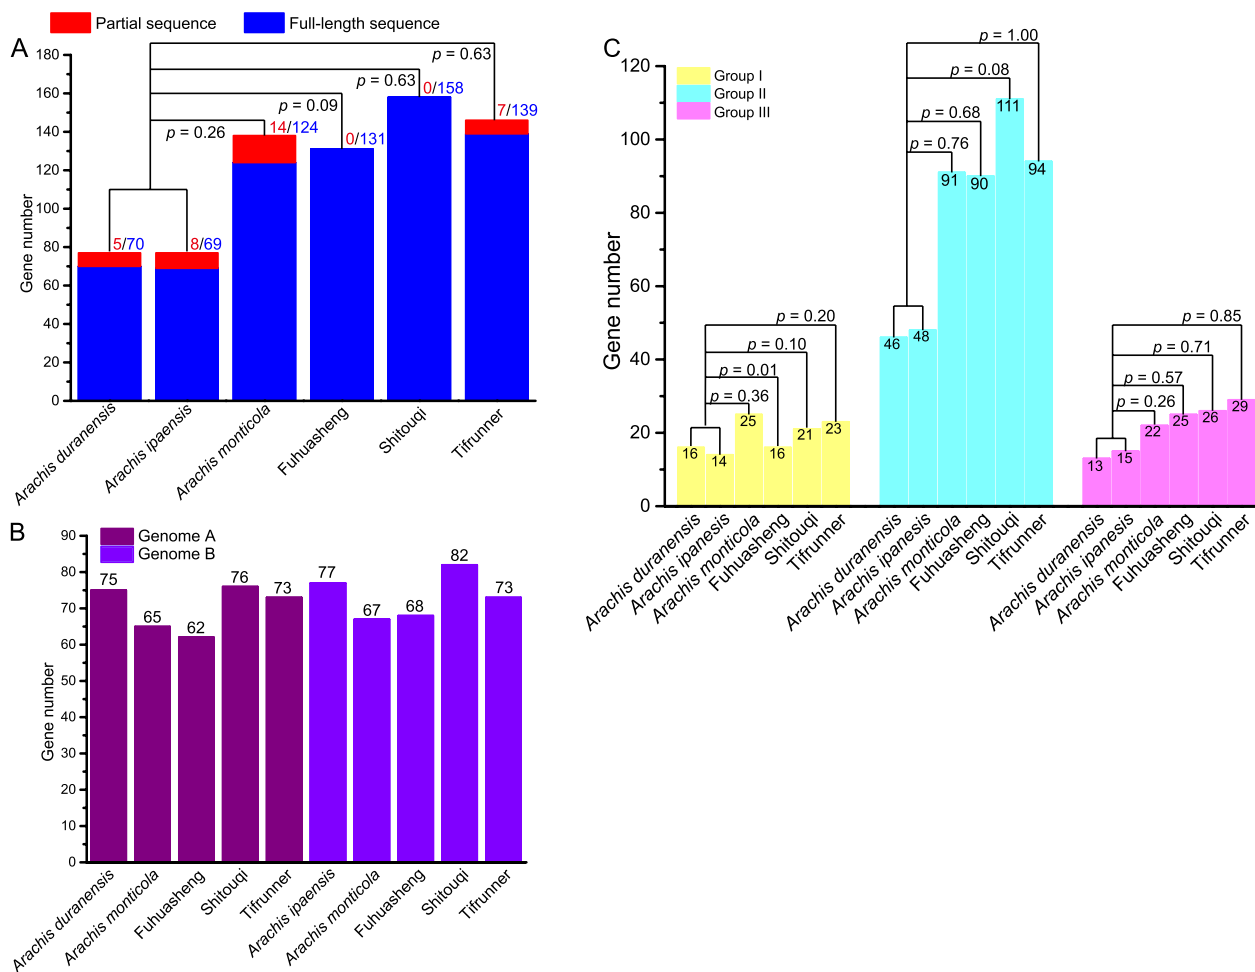 Partial sequence
Full-length sequence
A
180
160
140
120
100
80
60
40
20
0
Gene number
p = 0.63
p = 0.63
p = 0.09
p = 0.26
5/70
8/69
14/124
0/131
0/158
7/139
Arachis duranensis
Arachis ipaensis
Arachis monticola
Fuhuasheng
Shitouqi
Tifrunner
B
Genome A
Genome B
90
80
70
60
50
40
30
20
10
0
Gene number
75
65
62
76
73
77
67
68
82
73
Arachis duranensis
Arachis monticola
Fuhuasheng
Shitouqi
Tifrunner
Arachis ipaensis
Arachis monticola
Fuhuasheng
Shitouqi
Tifrunner
C
Group I
Group II
Group III
120
100
80
60
40
20
0
Gene number
p = 0.20
p = 0.10
p = 0.01
p = 0.36
16
14
25
16
21
23
p = 1.00
p = 0.08
p = 0.68
p = 0.76
46
48
91
90
111
94
p = 0.85
p = 0.71
p = 0.57
p = 0.26
13
15
22
25
26
29
Arachis duranensis
Arachis ipanesis
Arachis monticola
Fuhuasheng
Shitouqi
Tifrunner
Arachis duranensis
Arachis ipanesis
Arachis monticola
Fuhuasheng
Shitouqi
Tifrunner
Arachis duranensis
Arachis ipanesis
Arachis monticola
Fuhuasheng
Shitouqi
Tifrunner